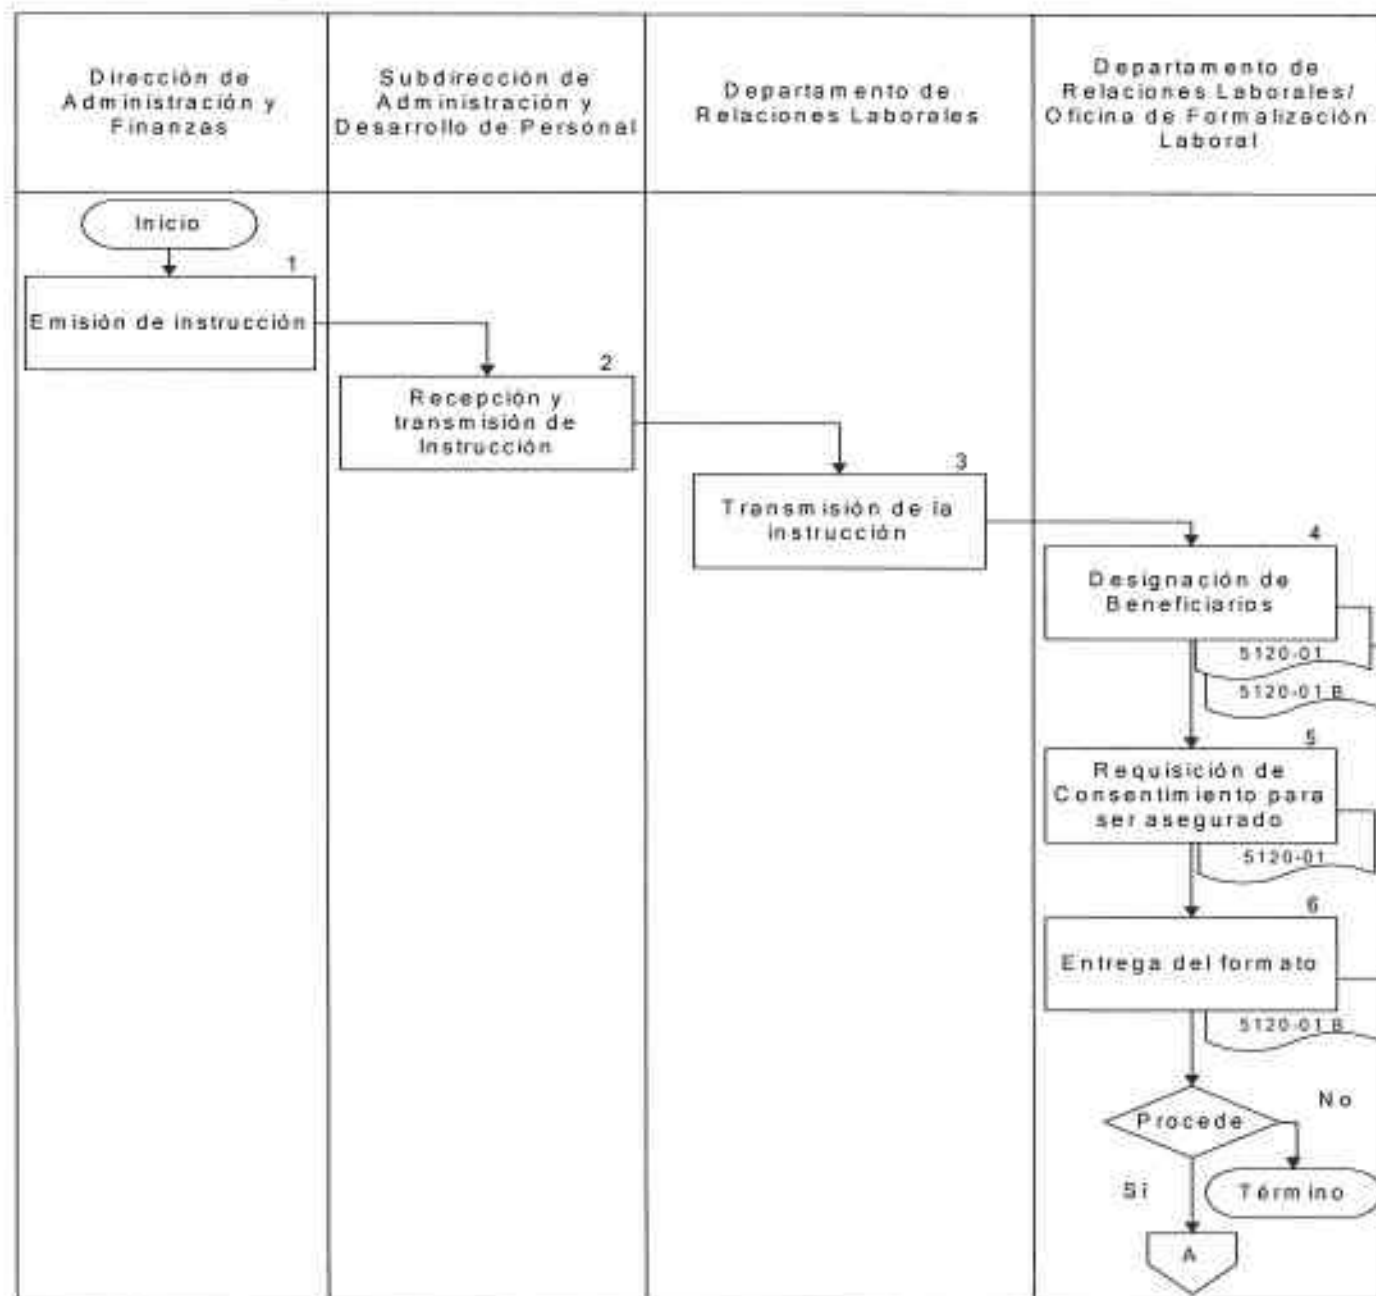 Dirección de
Administración y
Finanzas
Subdirección de
Administración y
Desarrollo de Personal
Departamento de
Relaciones Laborales
Departamento de
Relaciones Laborales/
Oficina de Formalización
Laboral
Inicio
1
Emisión de instrucción
2
Recepción y
transmisión de
Instrucción
3
Transmisión de la
instrucción
4
Designación de
Beneficiarios
5120-01
5120-01 B
5
Requisición de
Consentimiento para
ser asegurado
5120-01
6
Entrega del formato
5120-01 B
Procede
No
Si
Término
A